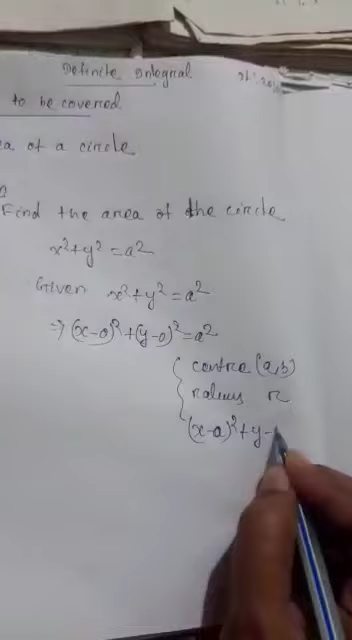 Definite Integral
to be covered
ea of a circle
Find the area of the circle
x²+y²=a²
Given x²+y²=a²
⇒(x-0)²+(y-0)²=a²
centre (a,b)
radius r
(x-a)²+y-